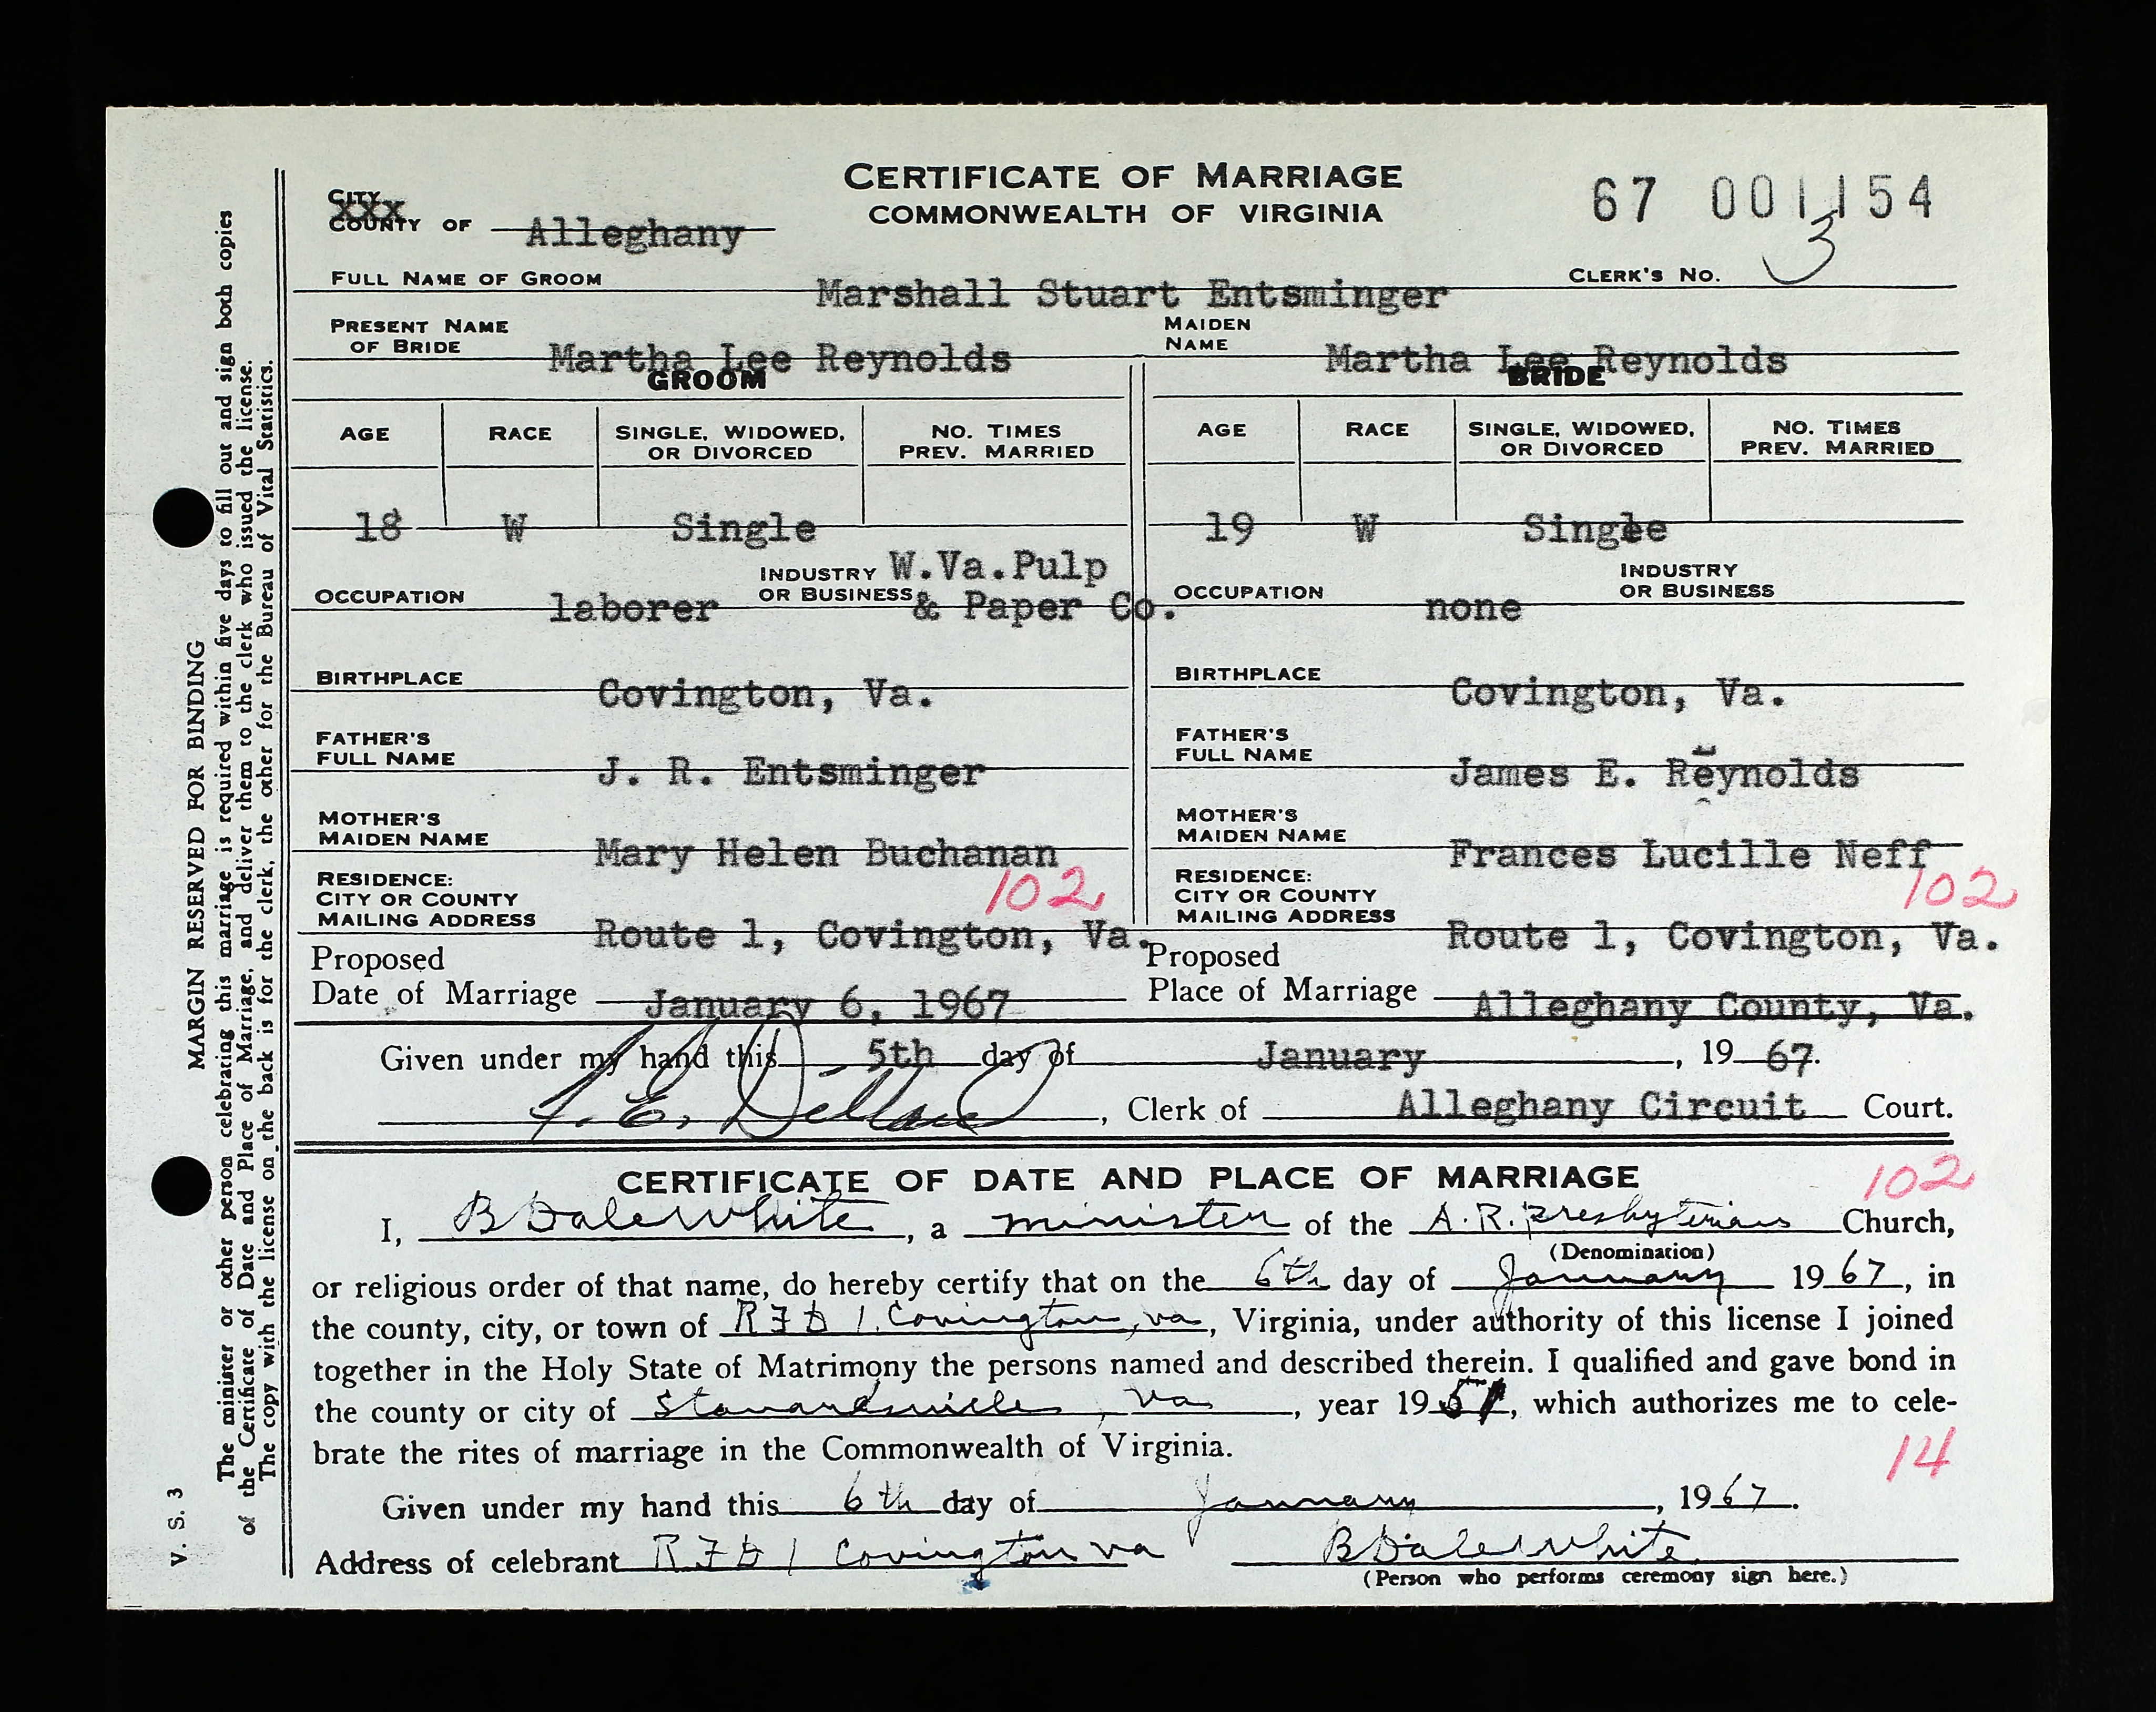 CERTIFICATE OF MARRIAGE
COMMONWEALTH OF VIRGINIA
67 001154
CITY XXX
COUNTY OF Alleghany
CLERK'S NO. 3
FULL NAME OF GROOM Marshall Stuart Entsminger
PRESENT NAME OF BRIDE Martha Lee Reynolds MAIDEN NAME Martha Lee Reynolds
GROOM BRIDE
AGE RACE SINGLE, WIDOWED, OR DIVORCED NO. TIMES PREV. MARRIED AGE RACE SINGLE, WIDOWED, OR DIVORCED NO. TIMES PREV. MARRIED
18 W Single 19 W Single
OCCUPATION laborer INDUSTRY OR BUSINESS W.Va.Pulp & Paper Co. OCCUPATION none INDUSTRY OR BUSINESS
BIRTHPLACE Covington, Va. BIRTHPLACE Covington, Va.
FATHER'S FULL NAME J. R. Entsminger FATHER'S FULL NAME James E. Reynolds
MOTHER'S MAIDEN NAME Mary Helen Buchanan MOTHER'S MAIDEN NAME Frances Lucille Neff
102 102
RESIDENCE: CITY OR COUNTY MAILING ADDRESS Route 1, Covington, Va. RESIDENCE: CITY OR COUNTY MAILING ADDRESS Route 1, Covington, Va.
Proposed Date of Marriage January 6, 1967 Proposed Place of Marriage Alleghany County, Va.
Given under my hand this 5th day of January, 19 67.
E. Dillard, Clerk of Alleghany Circuit Court.
CERTIFICATE OF DATE AND PLACE OF MARRIAGE 102
I, B Dale White, a minister of the A. R. Presbyterian Church,
(Denomination)
or religious order of that name, do hereby certify that on the 6th day of January 1967, in
the county, city, or town of RFD 1, Covington, va, Virginia, under authority of this license I joined
together in the Holy State of Matrimony the persons named and described therein. I qualified and gave bond in
the county or city of Stanardsville, Va, year 1951, which authorizes me to cele-
brate the rites of marriage in the Commonwealth of Virginia.
14
Given under my hand this 6th day of January, 1967.
Address of celebrant RFD 1 Covington va B Dale White
(Person who performs ceremony sign here.)
MARGIN RESERVED FOR BINDING
The minister or other person celebrating this marriage is required within five days to fill out and sign both copies
of the Certificate of Date and Place of Marriage, and deliver them to the clerk who issued the license.
The copy with the license on the back is for the clerk, the other for the Bureau of Vital Statistics.
V. S. 3